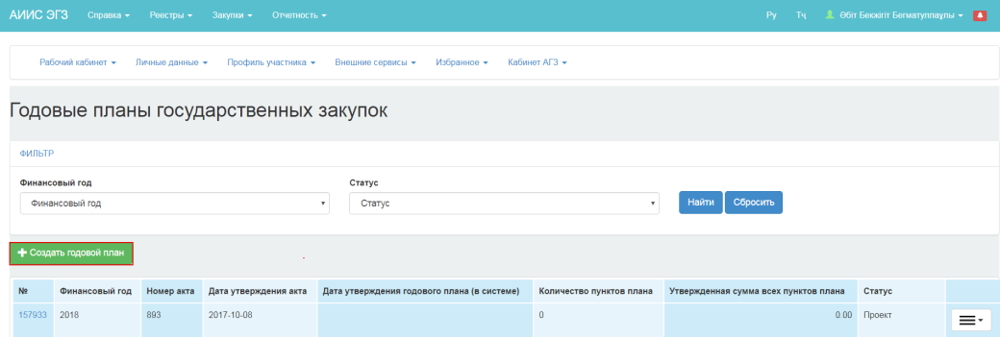 АИИС ЭГЗ Справка Реестры Закупки Отчетность Ру Тҷ Әбіт Бекжігіт Бегматуллаұлы
Рабочий кабинет Личные данные Профиль участника Внешние сервисы Избранное Кабинет АГЗ
Годовые планы государственных закупок
ФИЛЬТР
Финансовый год Статус
Финансовый год Статус Найти Сбросить
Создать годовой план
№ Финансовый год Номер акта Дата утверждения акта Дата утверждения годового плана (в системе) Количество пунктов плана Утвержденная сумма всех пунктов плана Статус
157933 2018 893 2017-10-08 0 0.00 Проект